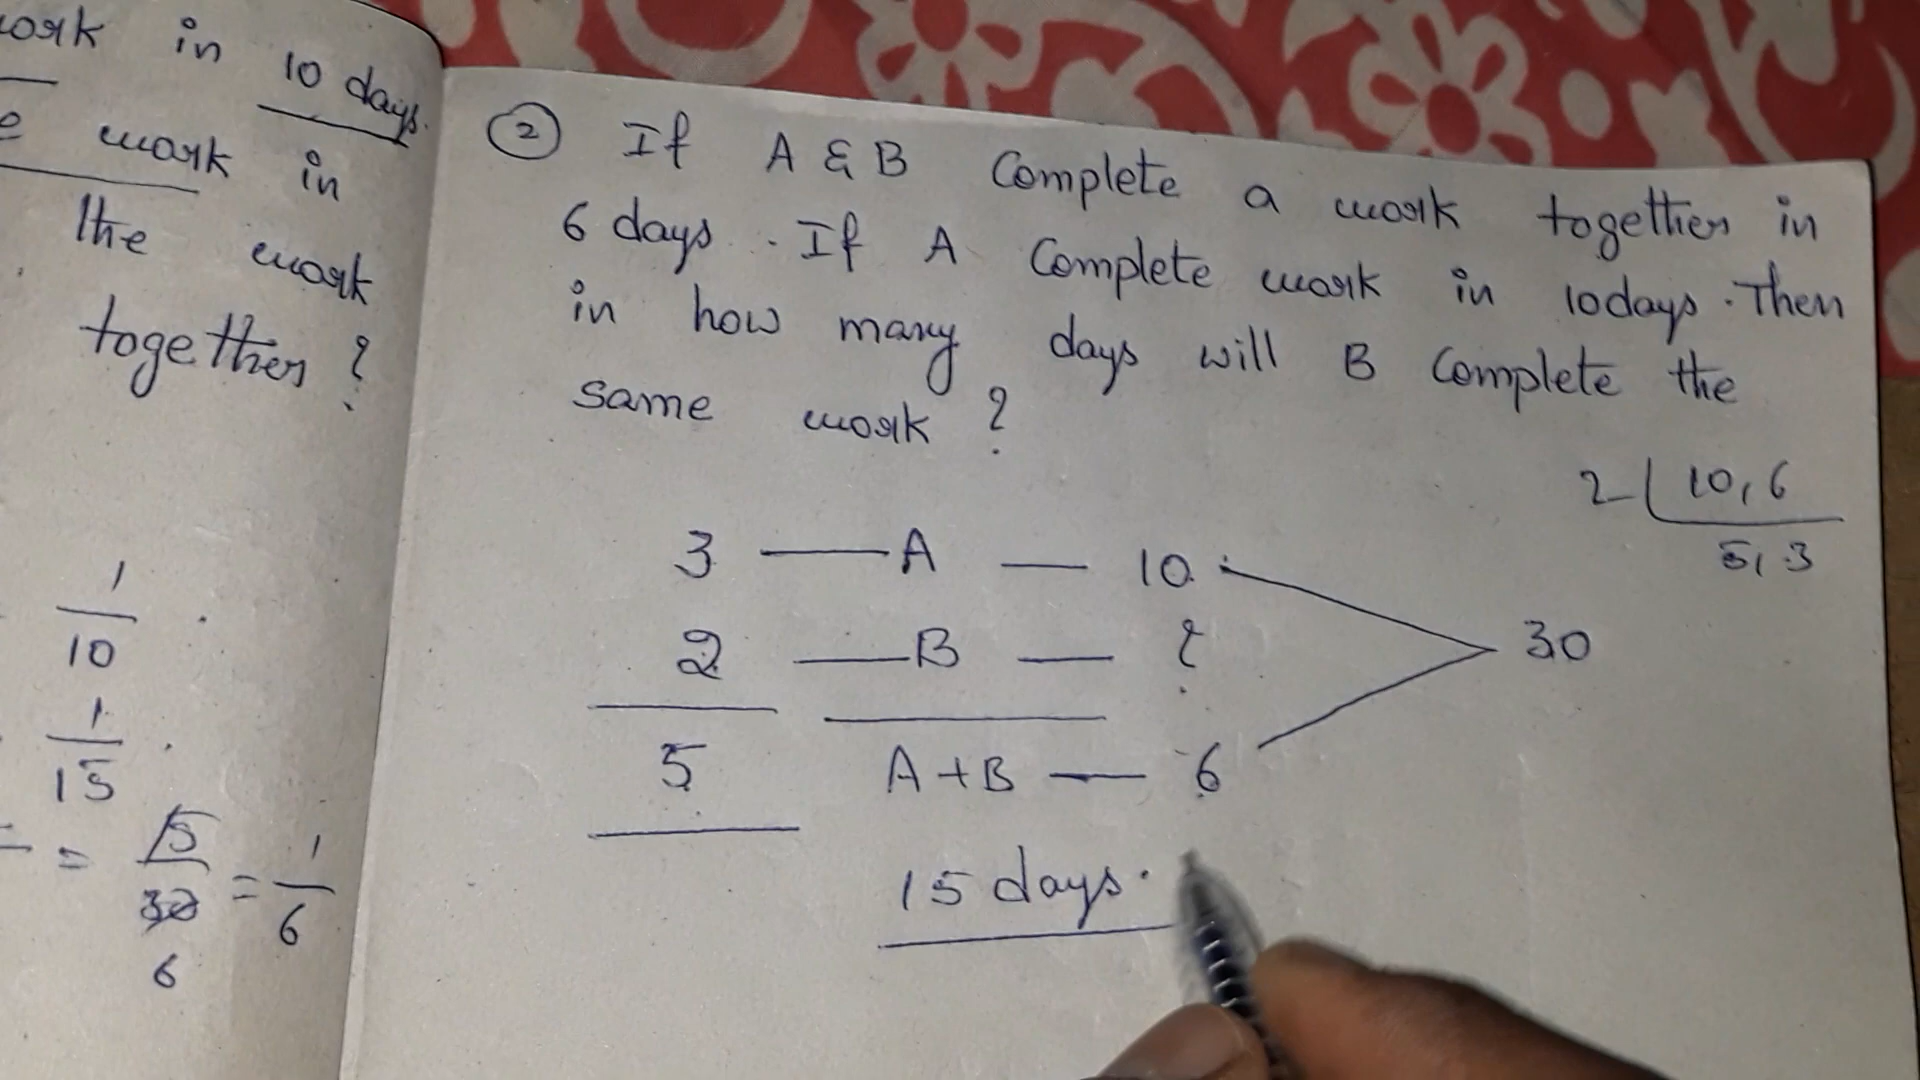 work in 10 days.
work in
the work
together?
1
10
1
15
= 15 = 1
30 6
6
2 If A & B Complete a work together in
6 days. If A Complete work in 10days. Then
in how many days will B Complete the
same work?
2 10, 6
5, 3
3 — A — 10
2 — B — ?
30
5 A+B — 6
15 days.